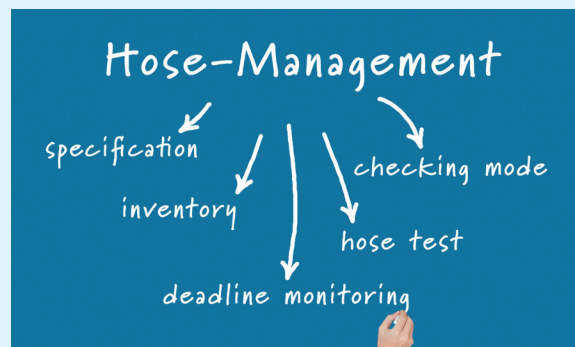 Hose-Management
specification
checking mode
inventory
hose test
deadline monitoring